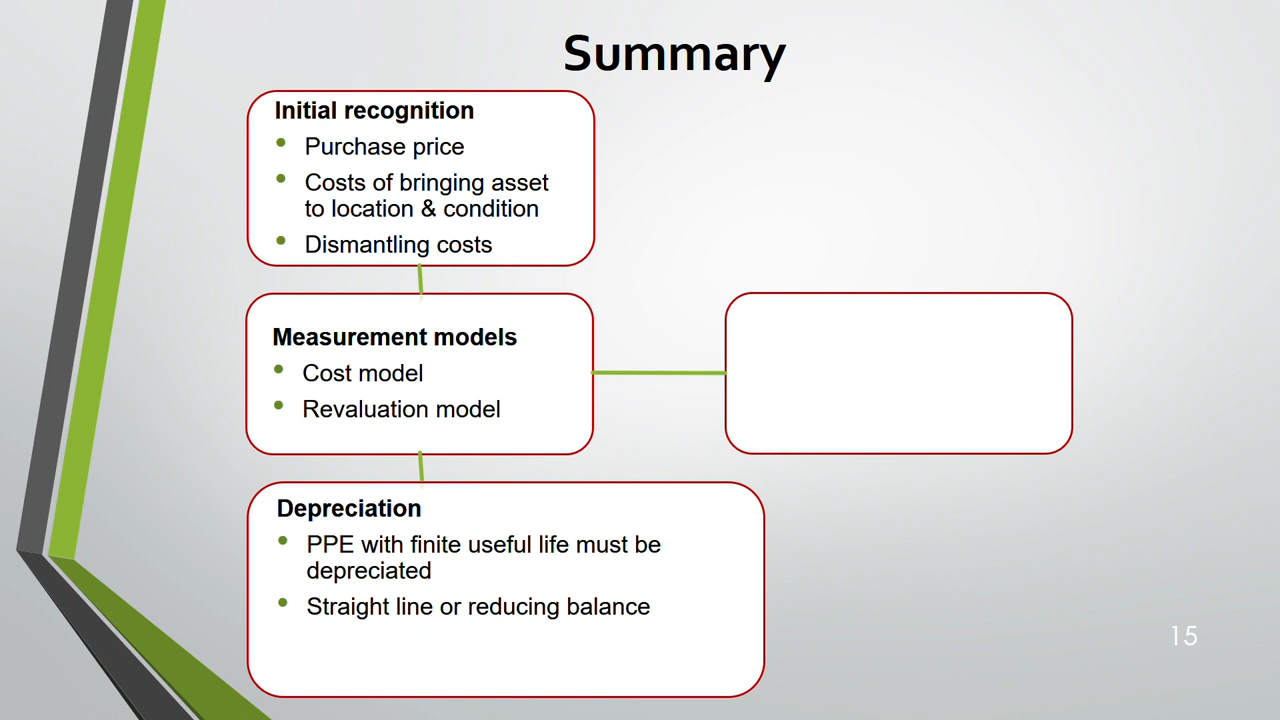 Summary
Initial recognition
• Purchase price
• Costs of bringing asset
to location & condition
• Dismantling costs
Measurement models
• Cost model
• Revaluation model
Depreciation
• PPE with finite useful life must be
depreciated
• Straight line or reducing balance
15